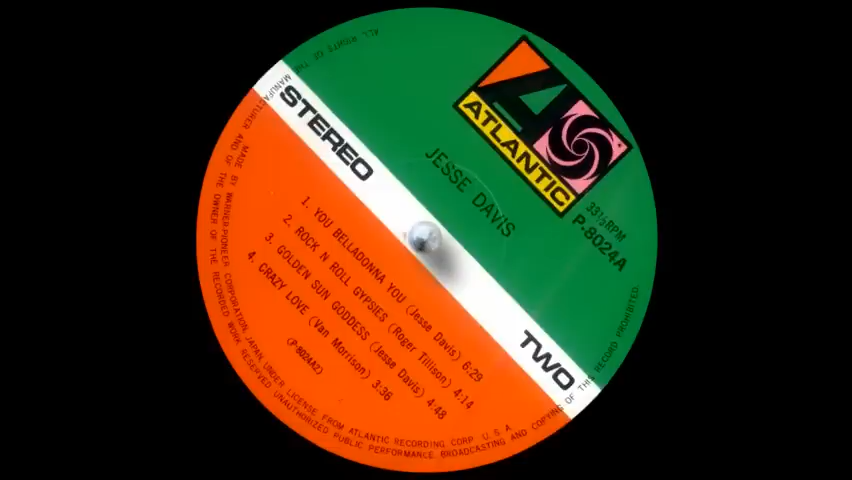 ATLANTIC
JESSE DAVIS
33⅓RPM
P-8024A
STEREO
TWO
1. YOU BELLADONNA YOU (Jesse Davis) 6:29
2. ROCK N ROLL GYPSIES (Roger Tillison) 4:14
3. GOLDEN SUN GODDESS (Jesse Davis) 4:48
4. CRAZY LOVE (Van Morrison) 3:36
(P-8024A2)
MADE BY WARNER-PIONEER CORPORATION, JAPAN, UNDER LICENSE FROM ATLANTIC RECORDING CORP. U.S.A.
ALL RIGHTS OF THE MANUFACTURER AND OF THE OWNER OF THE RECORDED WORK RESERVED UNAUTHORIZED PUBLIC PERFORMANCE, BROADCASTING AND COPYING OF THIS RECORD PROHIBITED.